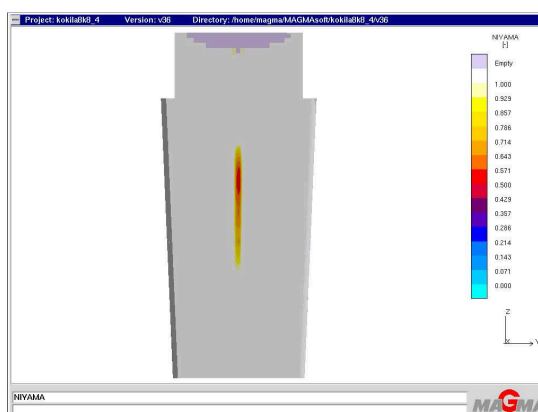 Project: kokila8k8_4 Version: v36 Directory: /home/magma/MAGMAsoft/kokila8k8_4/v36
NIYAMA
[-]
Empty
1.000
0.929
0.857
0.786
0.714
0.643
0.571
0.500
0.429
0.357
0.286
0.214
0.143
0.071
0.000
Z
X
Y
NIYAMA
MAGMA